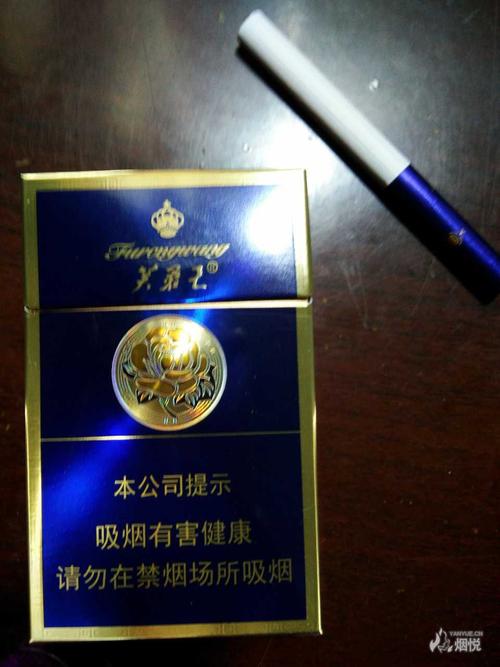 Furongwang
芙蓉王®
本公司提示
吸烟有害健康
请勿在禁烟场所吸烟
YANYUE.CN
烟悦